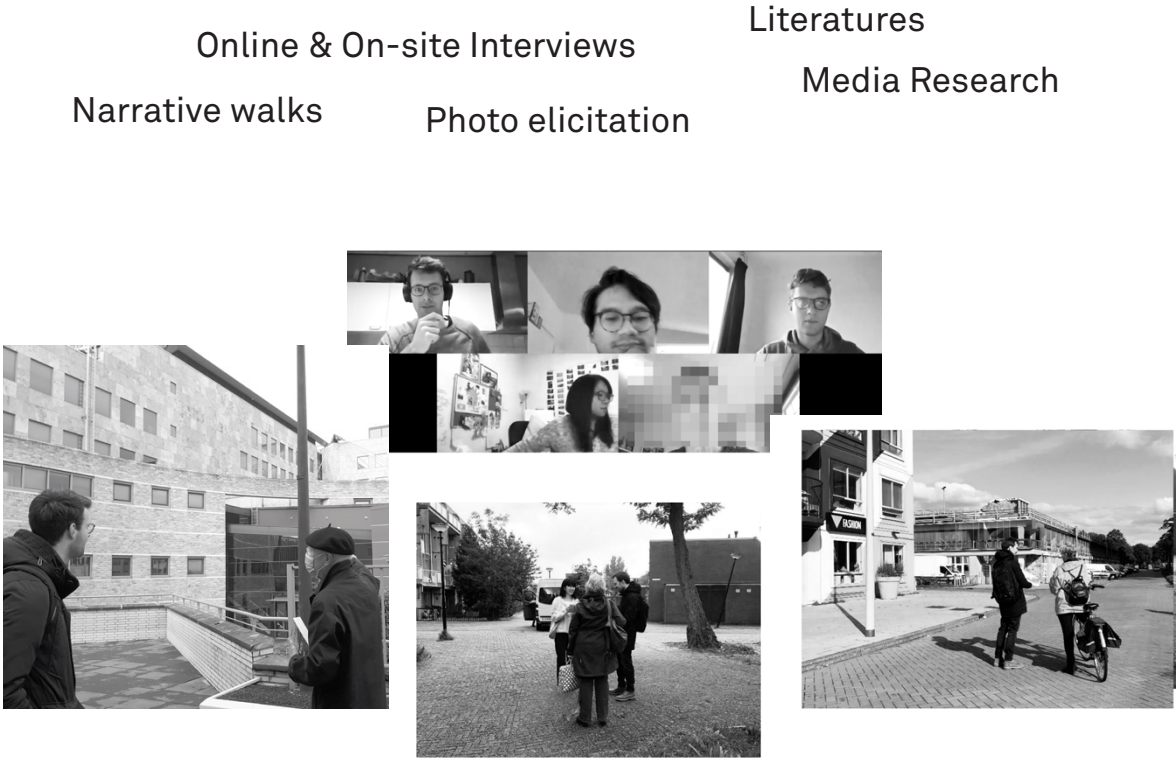 Literatures
Online & On-site Interviews
Media Research
Narrative walks
Photo elicitation
FASHION